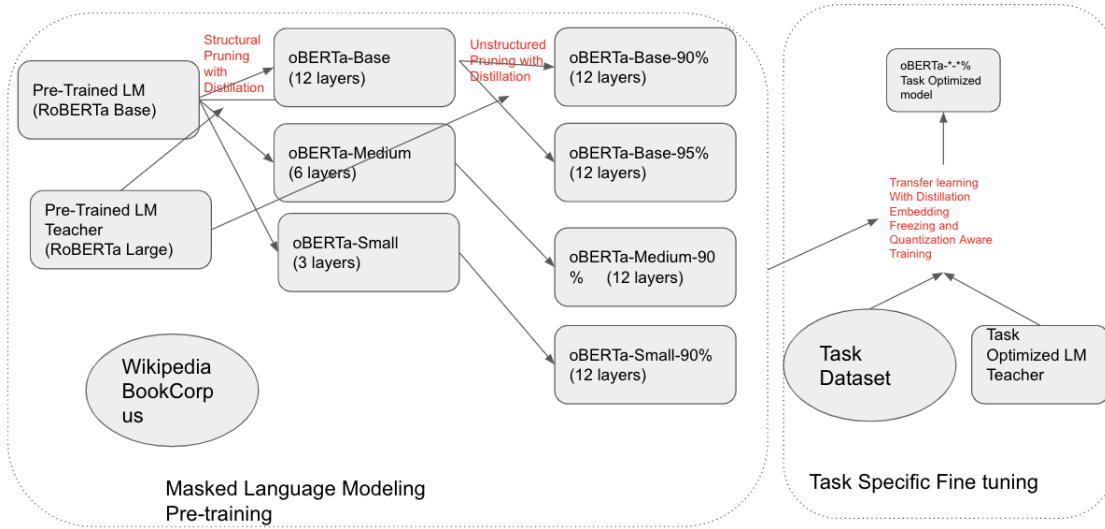 Structural
Pruning
with
Distillation
Pre-Trained LM
(RoBERTa Base)
oBERTa-Base
(12 layers)
Unstructured
Pruning with
Distillation
oBERTa-Base-90%
(12 layers)
oBERTa-Medium
(6 layers)
oBERTa-Base-95%
(12 layers)
Pre-Trained LM
Teacher
(RoBERTa Large)
oBERTa-Small
(3 layers)
oBERTa-Medium-90
% (12 layers)
oBERTa-Small-90%
(12 layers)
Wikipedia
BookCorp
us
Masked Language Modeling
Pre-training
oBERTa-*-*%
Task Optimized
model
Transfer learning
With Distillation
Embedding
Freezing and
Quantization Aware
Training
Task
Dataset
Task
Optimized LM
Teacher
Task Specific Fine tuning